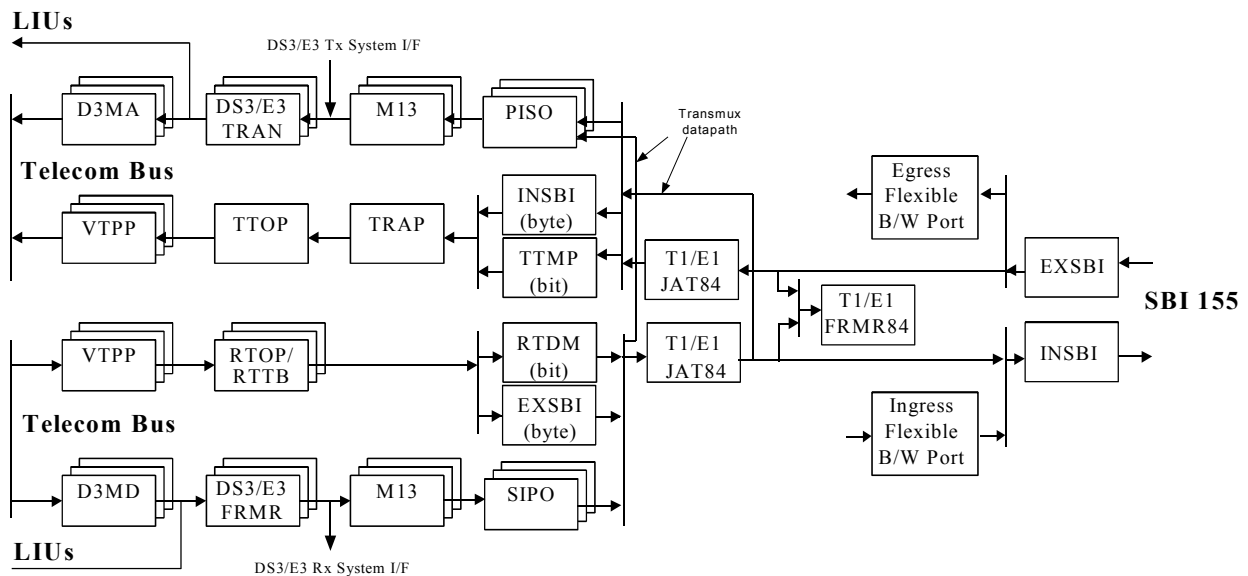 LIUs
DS3/E3 Tx System I/F
D3MA
DS3/E3
TRAN
M13
PISO
Transmux
datapath
Telecom Bus
VTPP
TTOP
TRAP
INSBI
(byte)
TTMP
(bit)
T1/E1
JAT84
Egress
Flexible
B/W Port
EXSBI
T1/E1
FRMR84
SBI 155
VTPP
RTOP/
RTTB
RTDM
(bit)
T1/E1
JAT84
INSBI
EXSBI
(byte)
Ingress
Flexible
B/W Port
Telecom Bus
D3MD
DS3/E3
FRMR
M13
SIPO
LIUs
DS3/E3 Rx System I/F